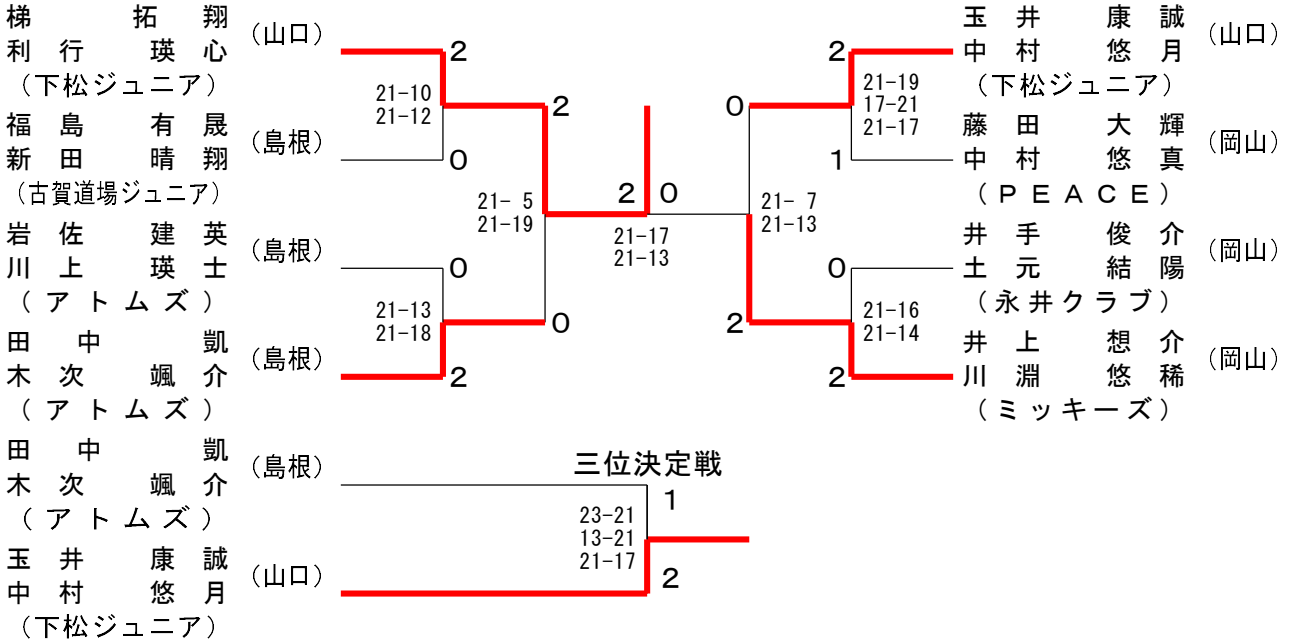 梯 拓 翔
利 行 瑛 心
(山口)
(下松ジュニア)
福 島 有 晟
新 田 晴 翔
(島根)
(古賀道場ジュニア)
岩 佐 建 英
川 上 瑛 士
(島根)
(アトムズ)
田 中 凱
木 次 颯 介
(島根)
(アトムズ)
2
21-10
21-12
0
2
21- 5
21-19
0
21-13
21-18
2
0
2 0
21-17
21-13
0
21- 7
21-13
2
2
21-19
17-21
21-17
1
0
21-16
21-14
2
玉 井 康 誠
中 村 悠 月
(山口)
(下松ジュニア)
藤 田 大 輝
中 村 悠 真
(岡山)
(PEACE)
井 手 俊 介
土 元 結 陽
(岡山)
(永井クラブ)
井 上 想 介
川 淵 悠 稀
(岡山)
(ミッキーズ)
三位決定戦
田 中 凱
木 次 颯 介
(島根)
(アトムズ)
玉 井 康 誠
中 村 悠 月
(山口)
(下松ジュニア)
1
23-21
13-21
21-17
2